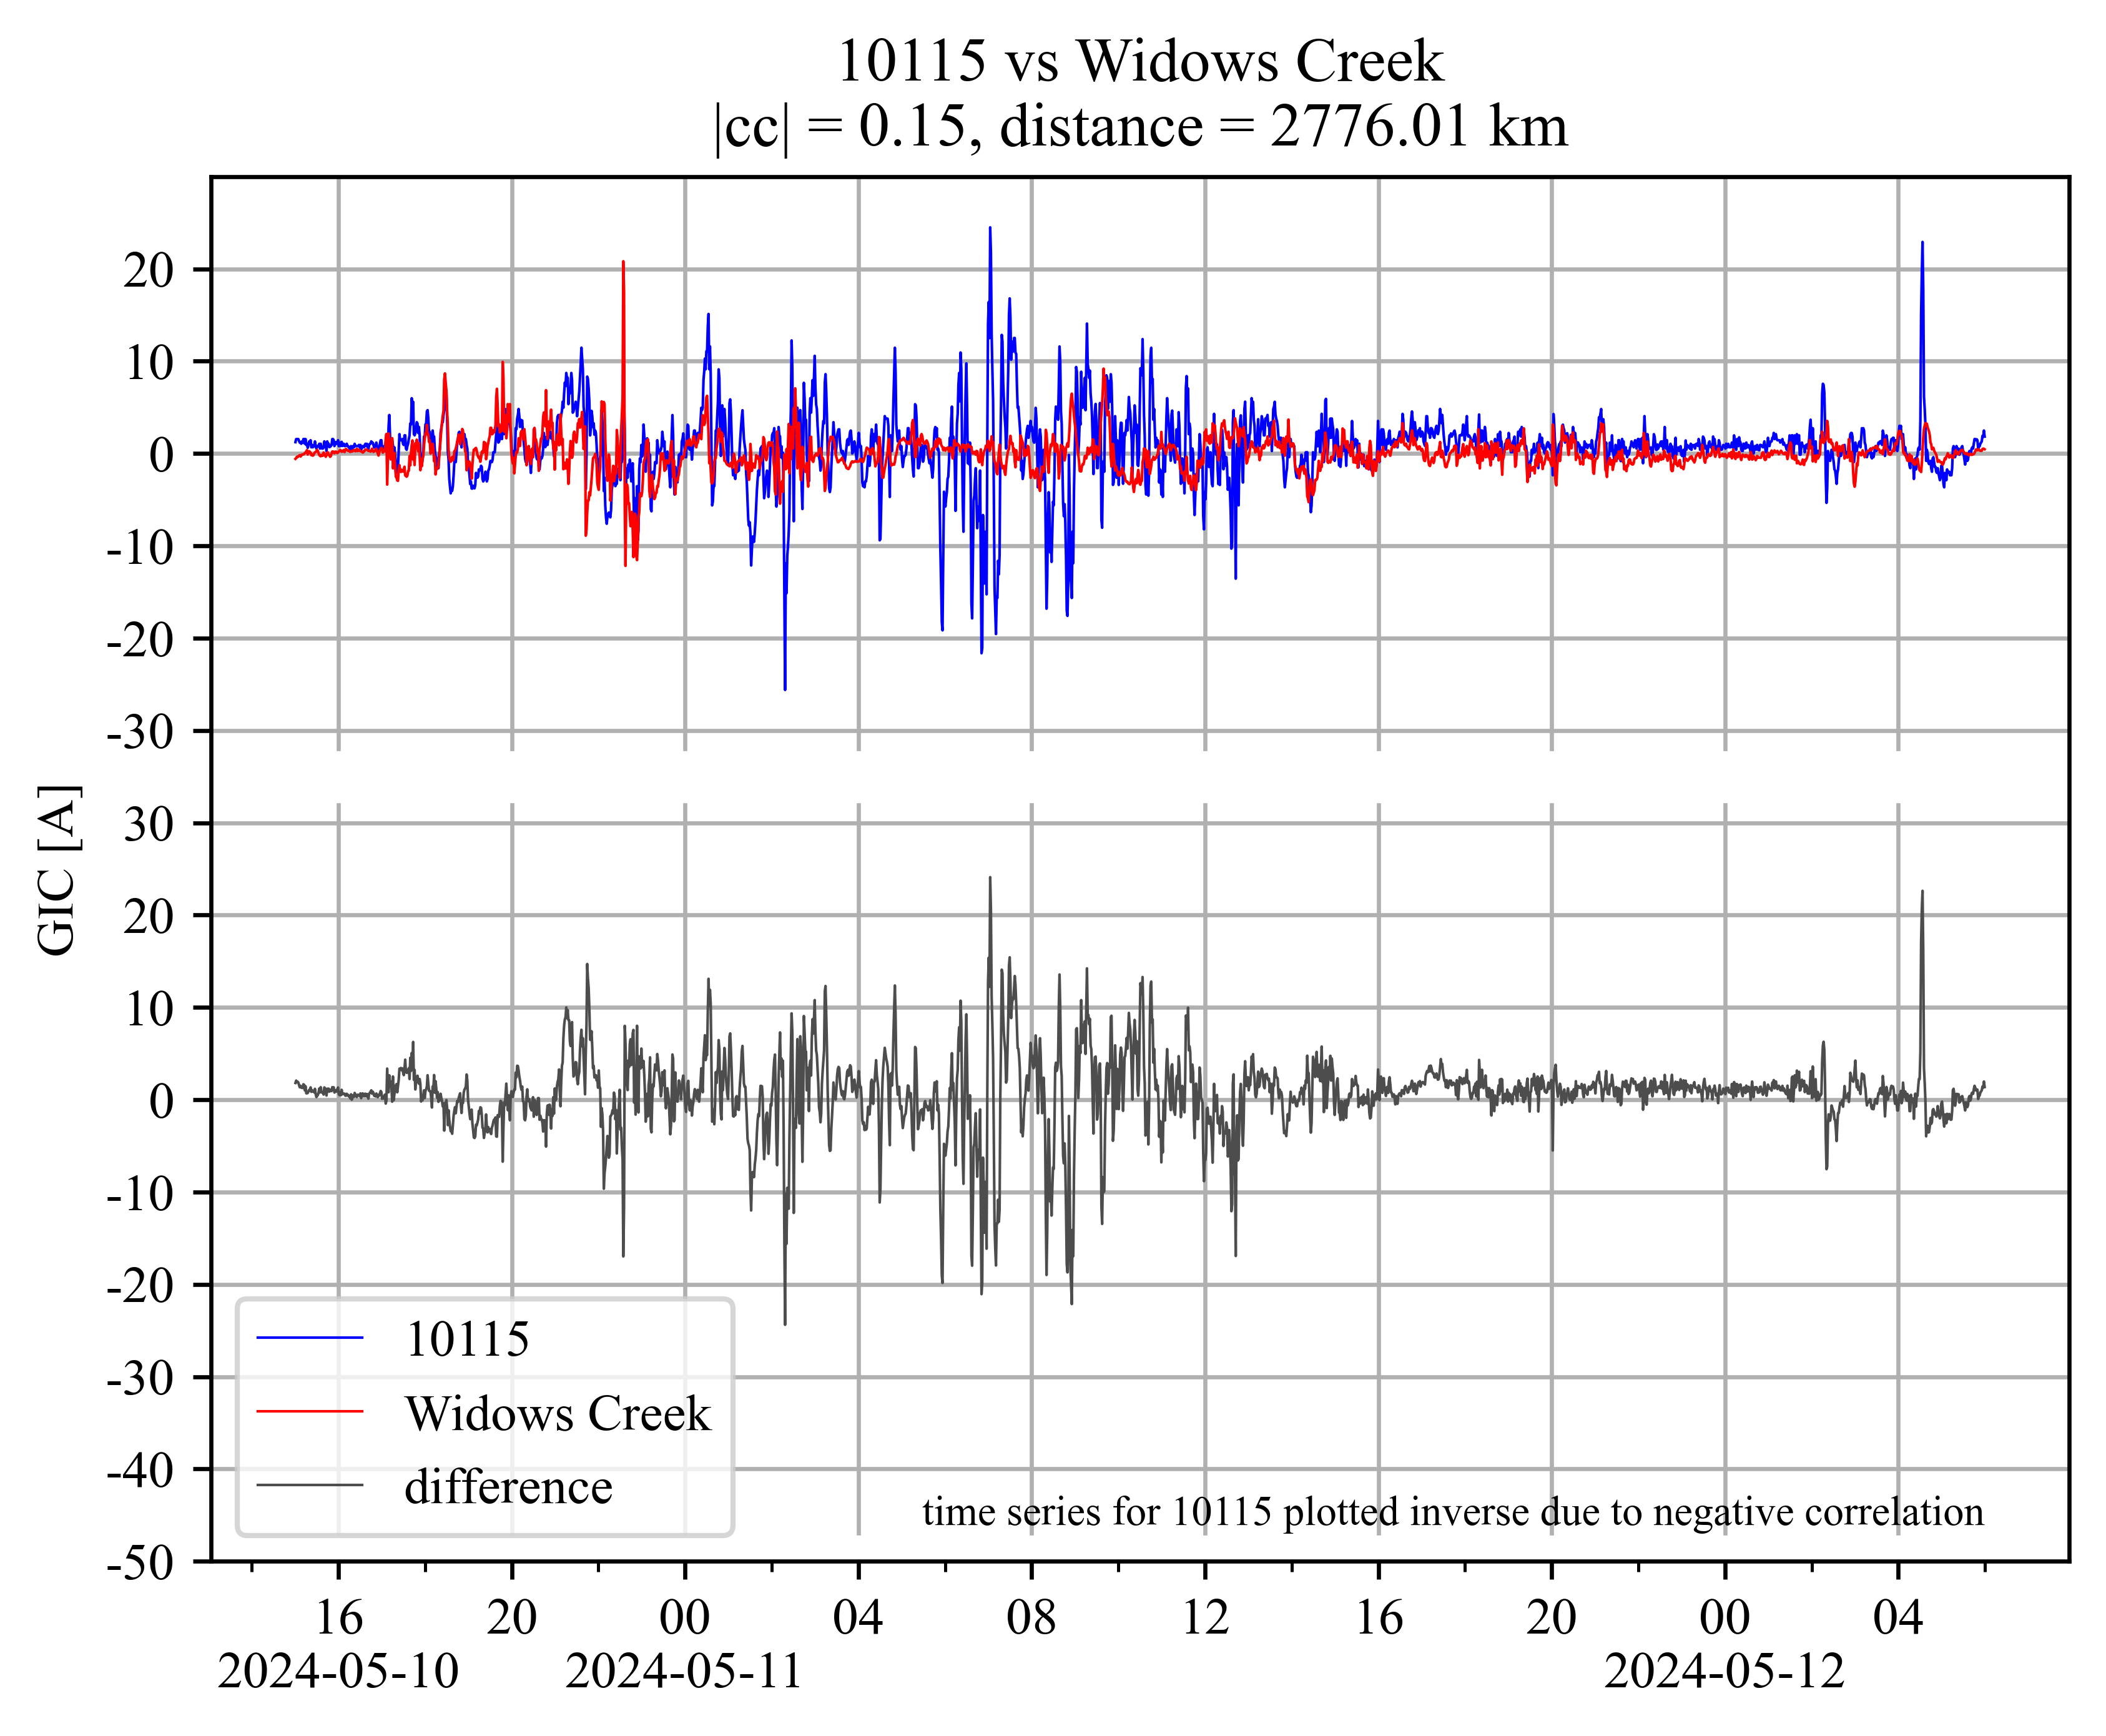 10115 vs Widows Creek
|cc| = 0.15, distance = 2776.01 km
GIC [A]
20
10
0
-10
-20
-30
30
20
10
0
-10
-20
-30
-40
-50
10115
Widows Creek
difference
time series for 10115 plotted inverse due to negative correlation
16 20 00 04 08 12 16 20 00 04
2024-05-10 2024-05-11 2024-05-12